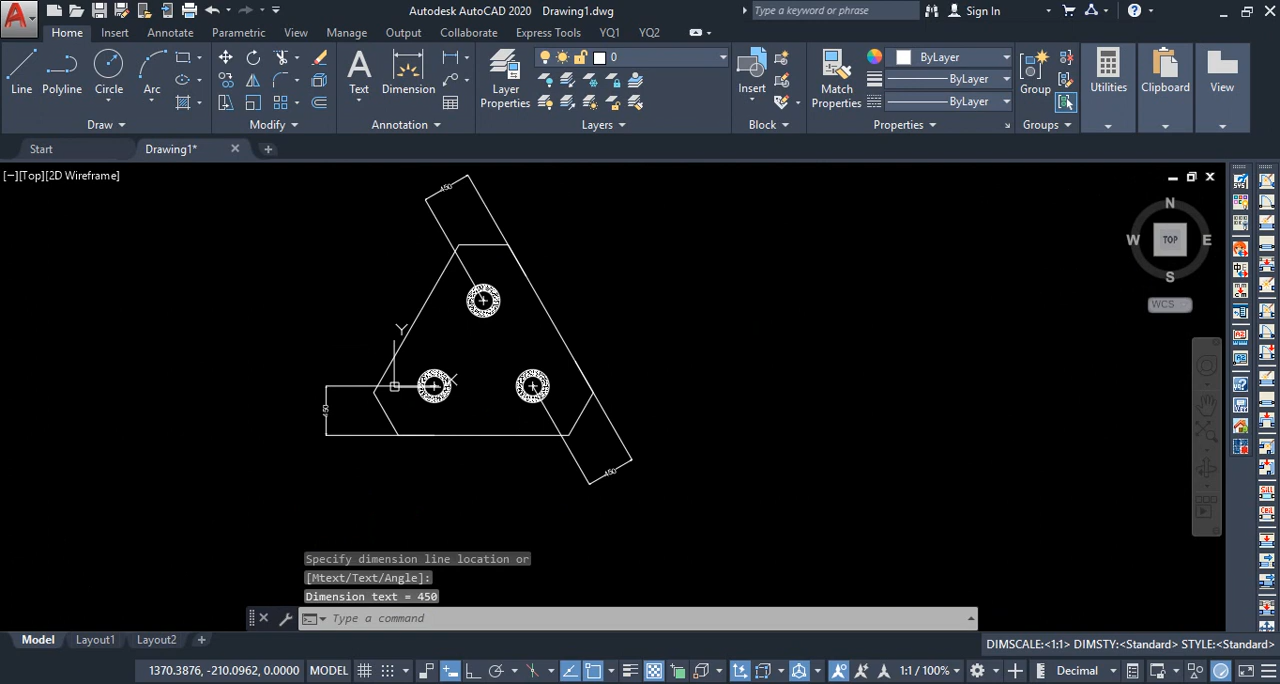 Autodesk AutoCAD 2020 Drawing1.dwg
Type a keyword or phrase
Sign In
Home Insert Annotate Parametric View Manage Output Collaborate Express Tools YQ1 YQ2
Line Polyline Circle Arc
Text Dimension
Layer Properties
0
Insert
Match Properties
ByLayer
ByLayer
ByLayer
Group
Utilities
Clipboard
View
Draw Modify Annotation Layers Block Properties Groups
Start Drawing1*
[−][Top][2D Wireframe]
N
W TOP E
S
WCS
450
Y
X
450
450
Specify dimension line location or
[Mtext/Text/Angle]:
Dimension text = 450
Type a command
Model Layout1 Layout2
DIMSCALE:<1:1> DIMSTY:<Standard> STYLE:<Standard>
1370.3876, -210.0962, 0.0000 MODEL
1:1 / 100%
Decimal